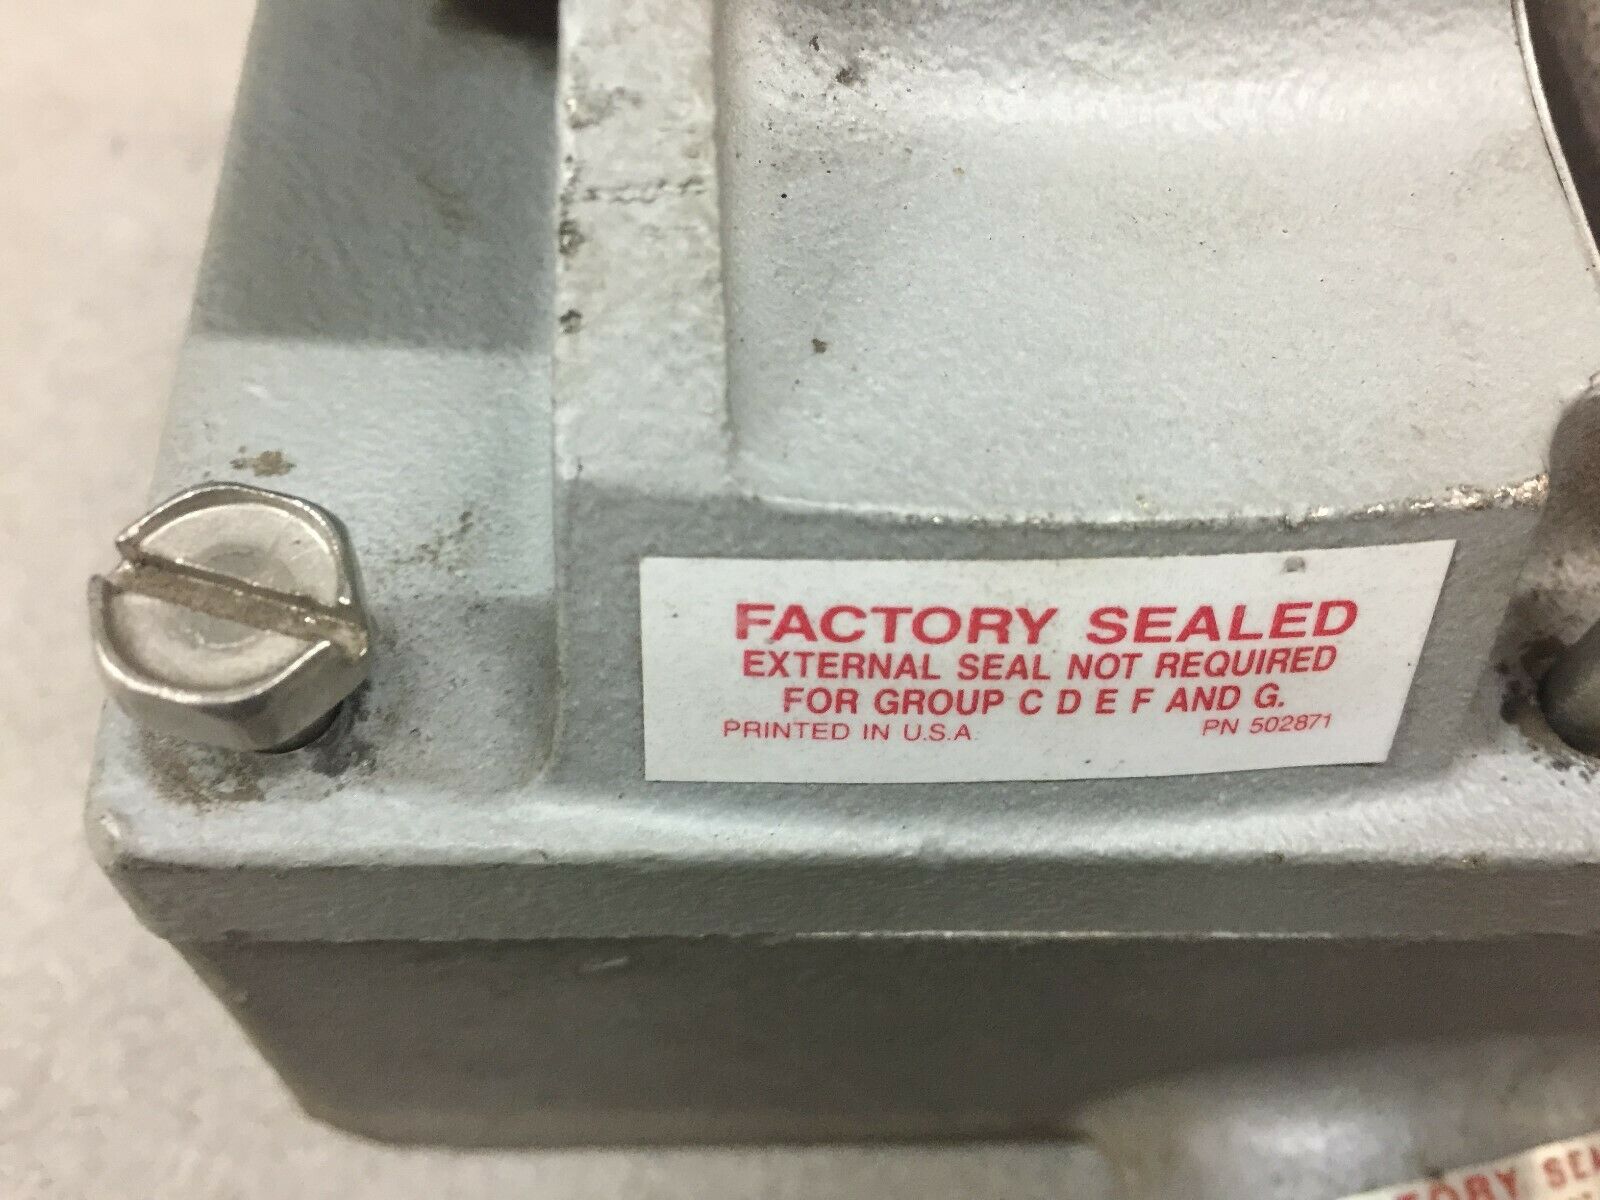 FACTORY SEALED
EXTERNAL SEAL NOT REQUIRED
FOR GROUP C D E F AND G.
PRINTED IN U.S.A. PN 502871